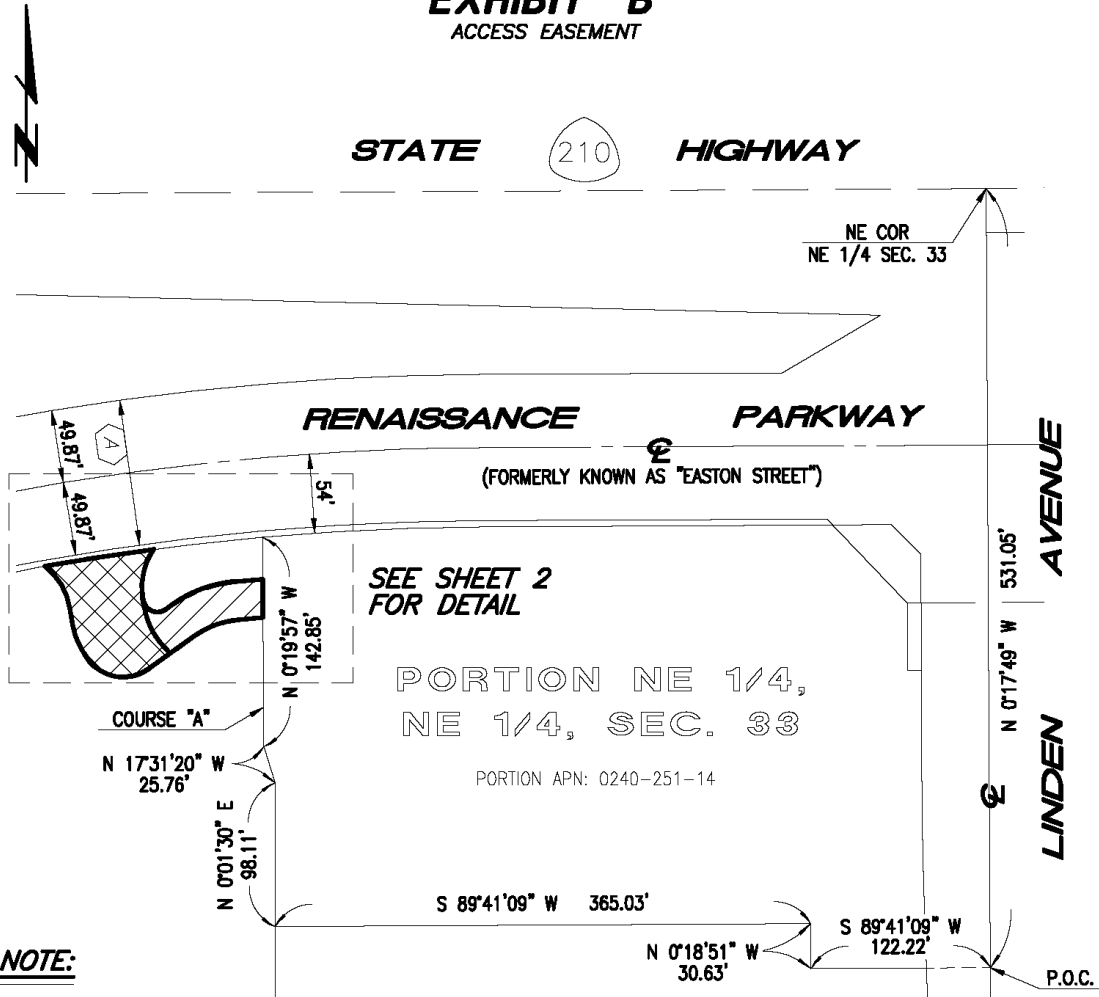 EXHIBIT "B"
ACCESS EASEMENT
N
STATE 210 HIGHWAY
NE COR
NE 1/4 SEC. 33
RENAISSANCE PARKWAY
(FORMERLY KNOWN AS "EASTON STREET")
49.87'
A
49.87'
54'
SEE SHEET 2
FOR DETAIL
N 0°19'57" W
142.85'
PORTION NE 1/4,
NE 1/4, SEC. 33
PORTION APN: 0240-251-14
COURSE "A"
N 17°31'20" W
25.76'
N 0°01'30" E
98.11'
S 89°41'09" W 365.03'
N 0°18'51" W
30.63'
S 89°41'09" W
122.22'
N 0°17'49" W 531.05'
LINDEN AVENUE
P.O.C.
NOTE: